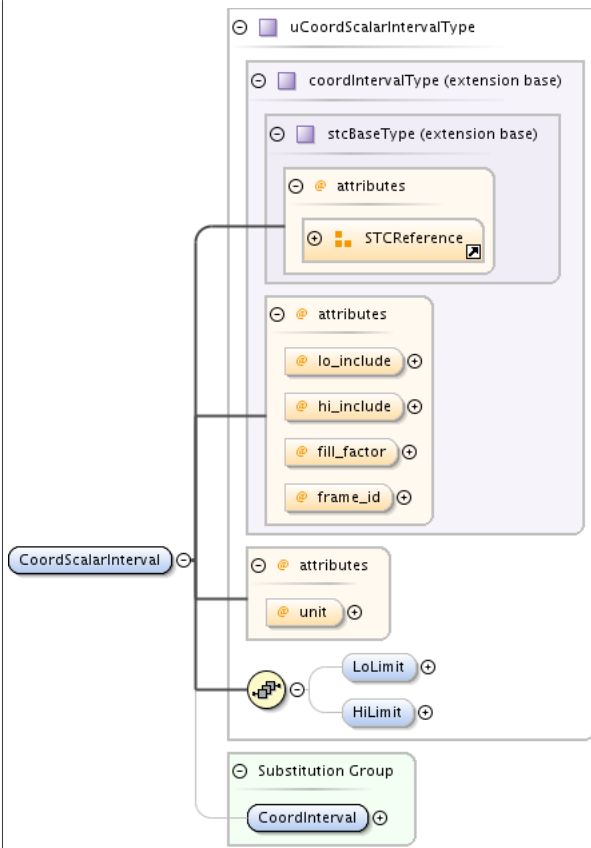 uCoordScalarIntervalType
coordIntervalType (extension base)
stcBaseType (extension base)
@ attributes
STCReference
@ attributes
@ lo_include
@ hi_include
@ fill_factor
@ frame_id
CoordScalarInterval
@ attributes
@ unit
LoLimit
HiLimit
Substitution Group
CoordInterval